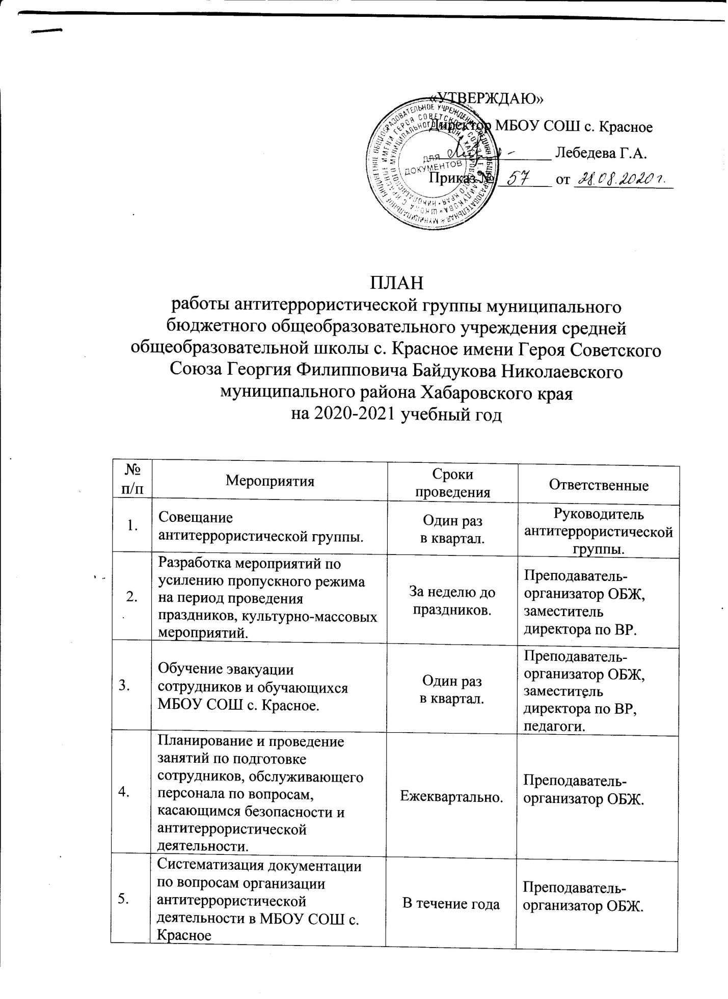 «УТВЕРЖДАЮ»
Директор МБОУ СОШ с. Красное
Лебедева Г.А.
ДЛЯ
ДОКУМЕНТОВ
Приказ № 57 от 28.08.2020г.
ПЛАН
работы антитеррористической группы муниципального
бюджетного общеобразовательного учреждения средней
общеобразовательной школы с. Красное имени Героя Советского
Союза Георгия Филипповича Байдукова Николаевского
муниципального района Хабаровского края
на 2020-2021 учебный год
№
п/п
Мероприятия
Сроки
проведения
Ответственные
1.
Совещание
антитеррористической группы.
Один раз
в квартал.
Руководитель
антитеррористической
группы.
2.
Разработка мероприятий по
усилению пропускного режима
на период проведения
праздников, культурно-массовых
мероприятий.
За неделю до
праздников.
Преподаватель-
организатор ОБЖ,
заместитель
директора по ВР.
3.
Обучение эвакуации
сотрудников и обучающихся
МБОУ СОШ с. Красное.
Один раз
в квартал.
Преподаватель-
организатор ОБЖ,
заместитель
директора по ВР,
педагоги.
4.
Планирование и проведение
занятий по подготовке
сотрудников, обслуживающего
персонала по вопросам,
касающимся безопасности и
антитеррористической
деятельности.
Ежеквартально.
Преподаватель-
организатор ОБЖ.
5.
Систематизация документации
по вопросам организации
антитеррористической
деятельности в МБОУ СОШ с.
Красное
В течение года
Преподаватель-
организатор ОБЖ.